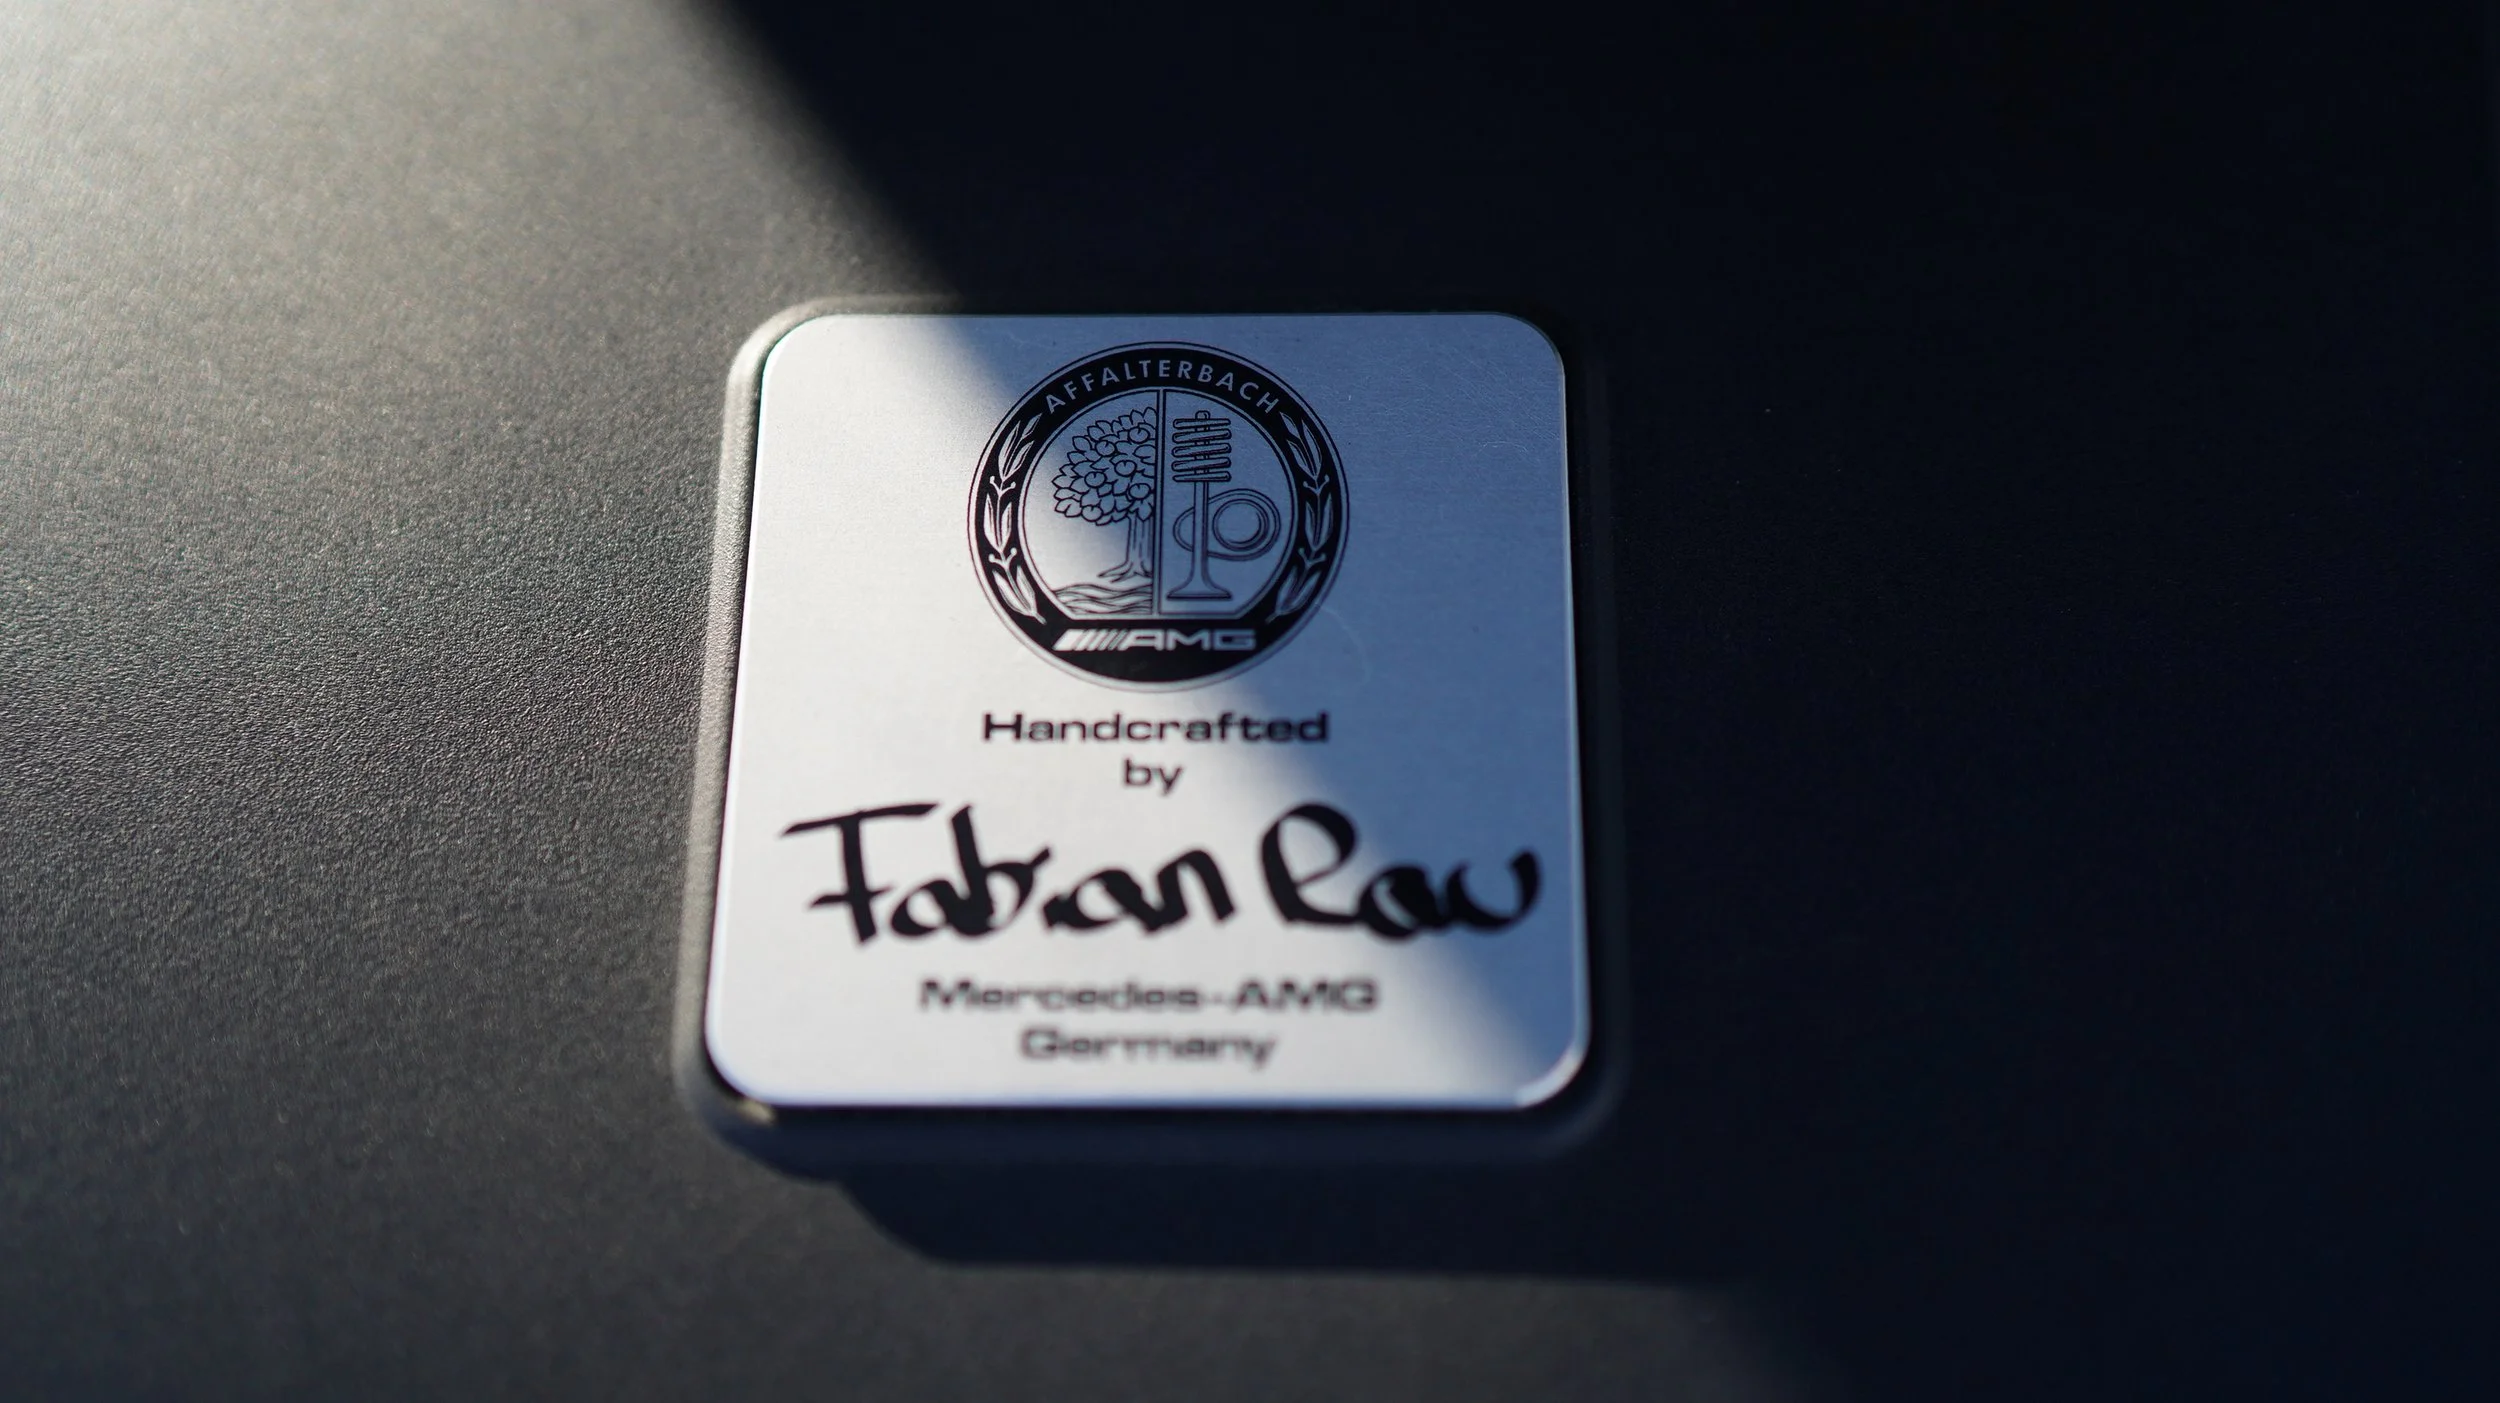 AFFALTERBACH
AMG
Handcrafted
by
Fabian Rau
Mercedes-AMG
Germany